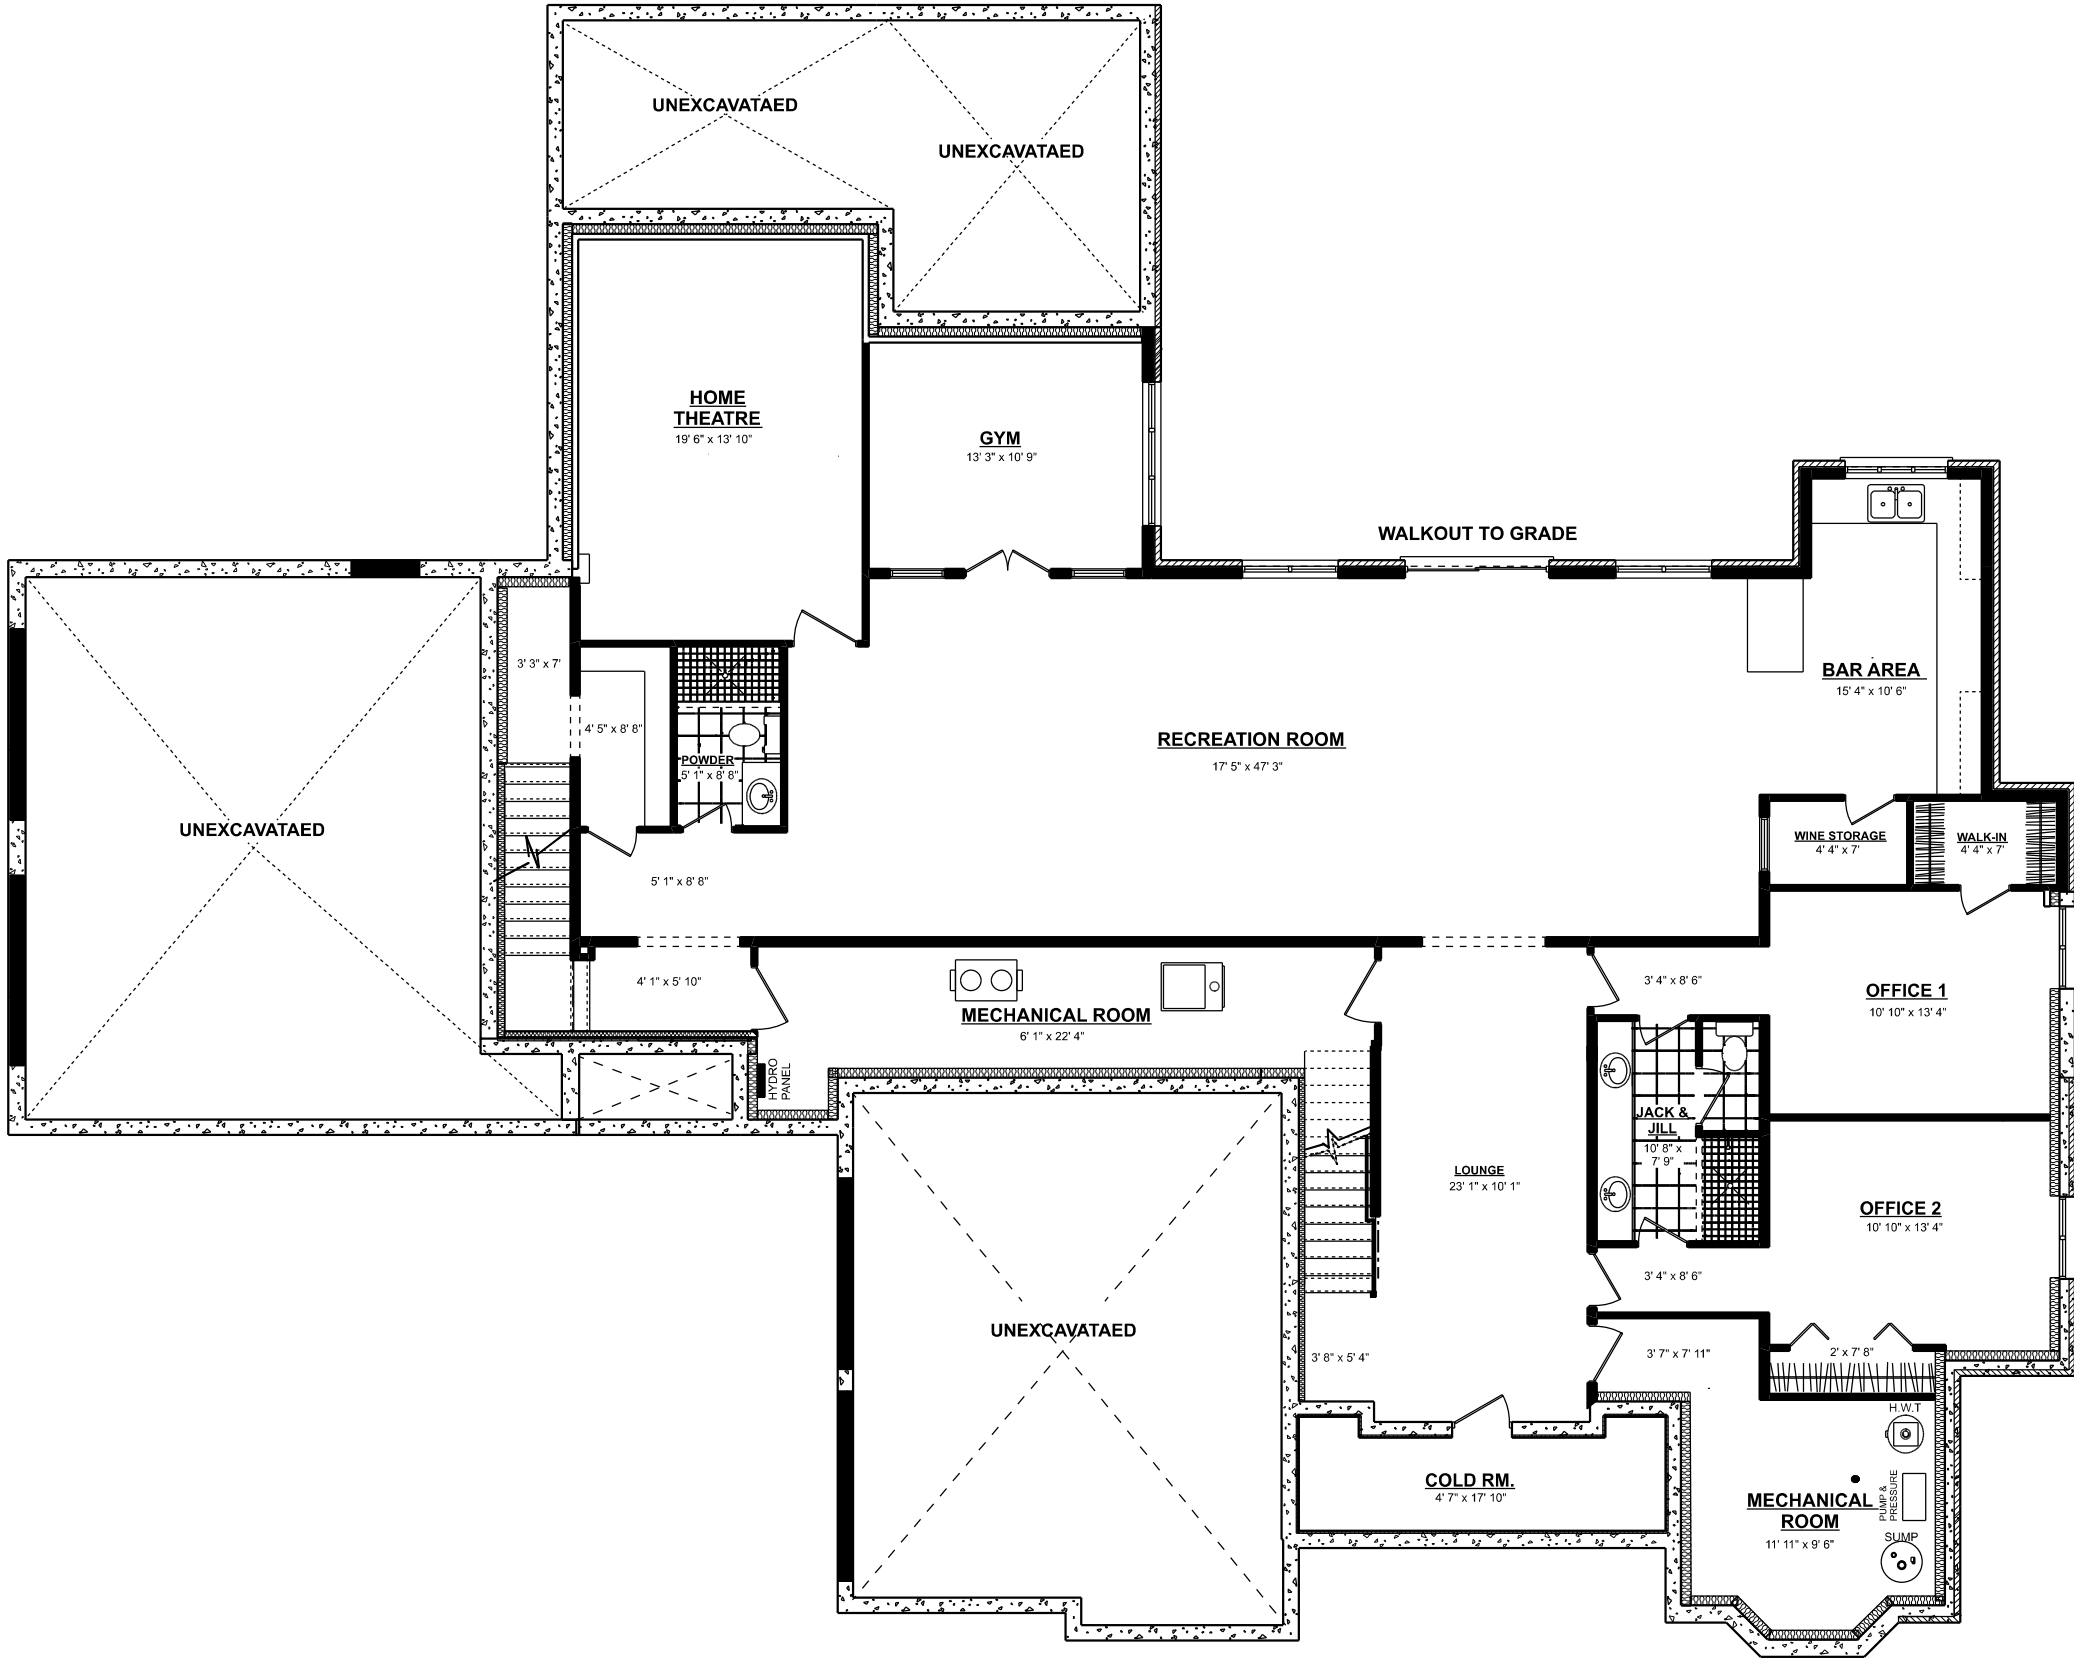 UNEXCAVATAED
UNEXCAVATAED
HOME
THEATRE
19' 6" x 13' 10"
GYM
13' 3" x 10' 9"
WALKOUT TO GRADE
3' 3" x 7'
BAR AREA
15' 4" x 10' 6"
4' 5" x 8' 8"
RECREATION ROOM
17' 5" x 47' 3"
POWDER
5' 1" x 8' 8"
UNEXCAVATAED
WINE STORAGE
4' 4" x 7'
WALK-IN
4' 4" x 7'
5' 1" x 8' 8"
4' 1" x 5' 10"
3' 4" x 8' 6"
OFFICE 1
10' 10" x 13' 4"
MECHANICAL ROOM
6' 1" x 22' 4"
HYDRO
PANEL
JACK &
JILL
10' 8" x
7' 9"
LOUNGE
23' 1" x 10' 1"
OFFICE 2
10' 10" x 13' 4"
3' 4" x 8' 6"
UNEXCAVATAED
3' 8" x 5' 4"
3' 7" x 7' 11"
2' x 7' 8"
H.W.T
COLD RM.
4' 7" x 17' 10"
PUMP &
PRESSURE
MECHANICAL
ROOM
11' 11" x 9' 6"
SUMP